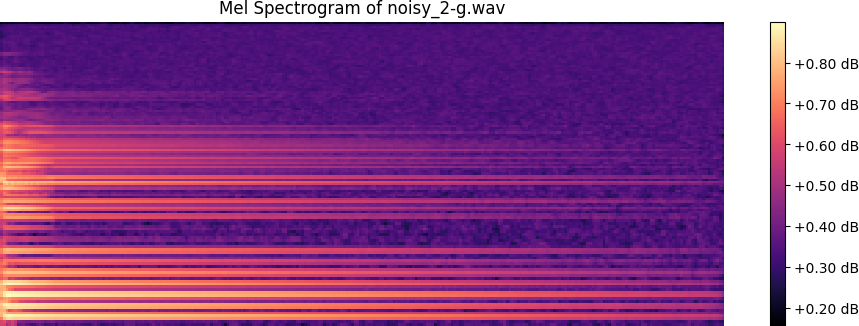 Mel Spectrogram of noisy_2-g.wav
+0.80 dB
+0.70 dB
+0.60 dB
+0.50 dB
+0.40 dB
+0.30 dB
+0.20 dB